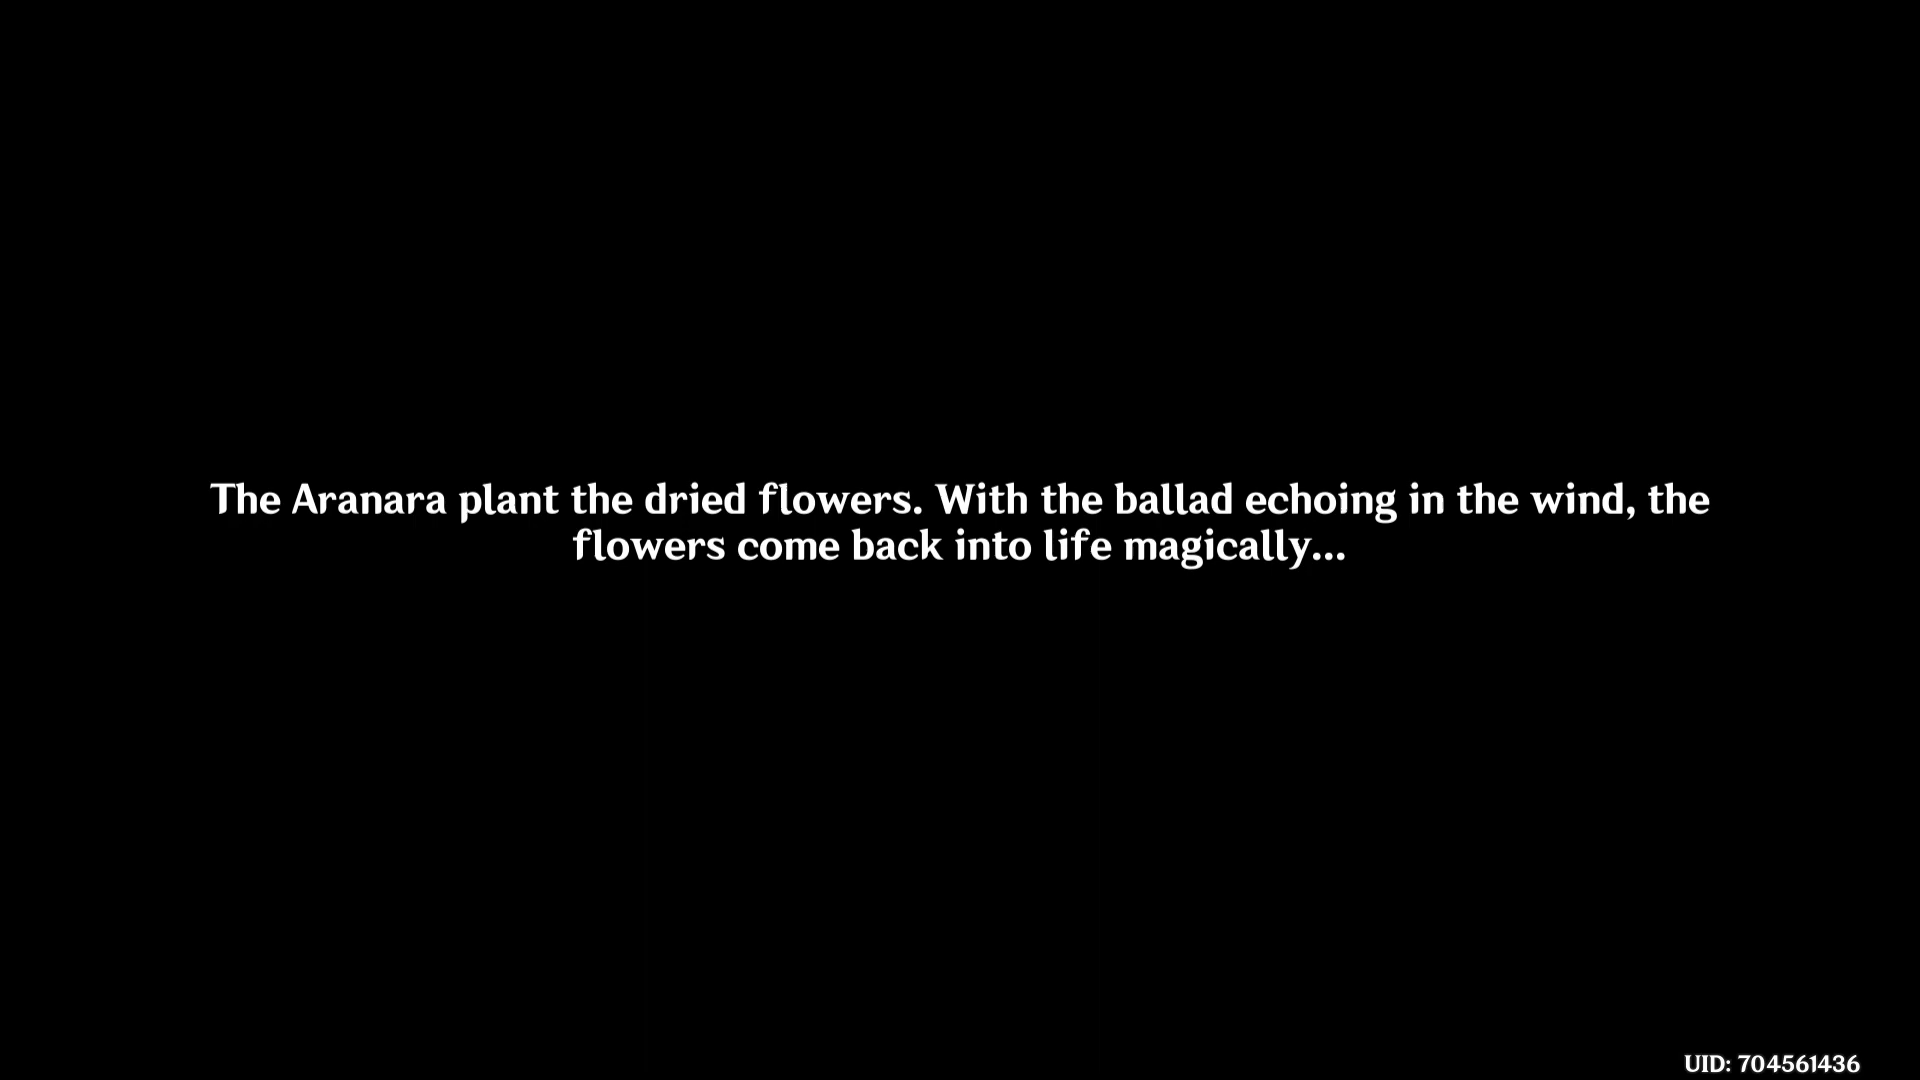 The Aranara plant the dried flowers. With the ballad echoing in the wind, the
flowers come back into life magically...
UID: 704561436